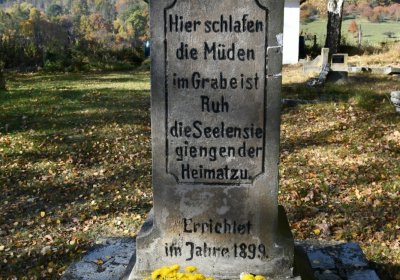 Hier schlafen
die Müden
im Grabe ist
Ruh
die Seelen sie
giengen der
Heimat zu.
Errichtet
im Jahre 1899.